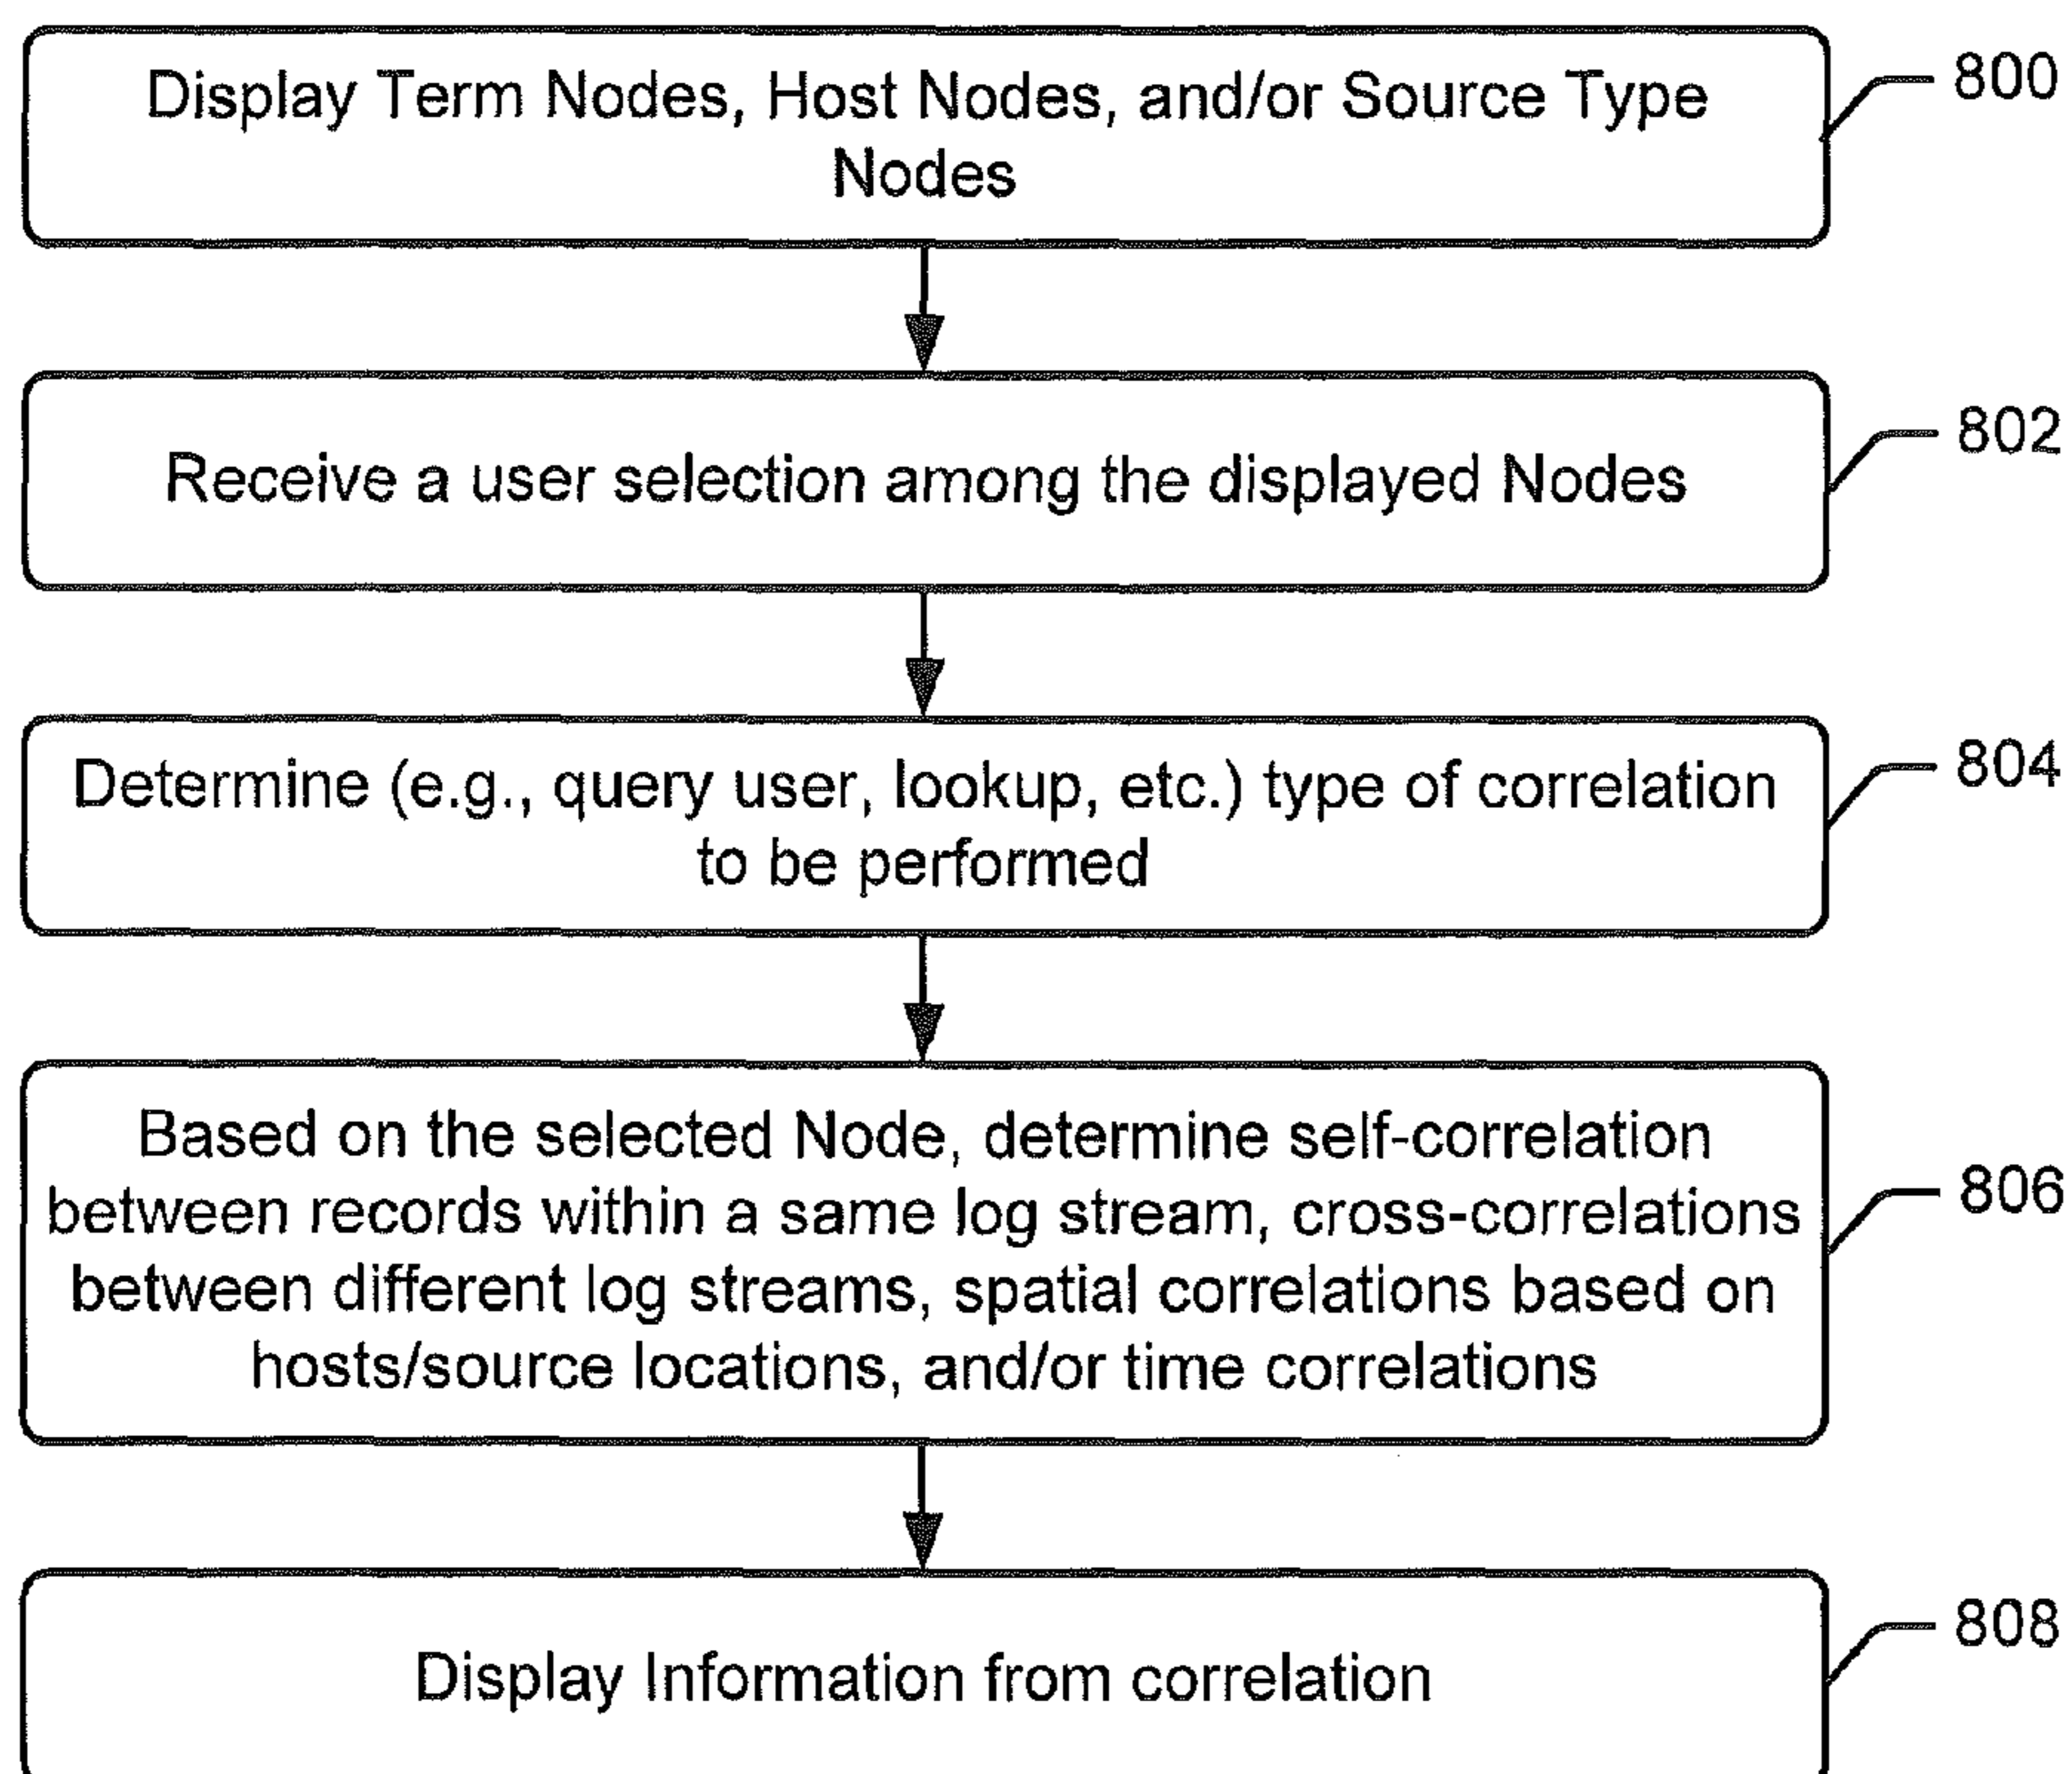 Display Term Nodes, Host Nodes, and/or Source Type
Nodes
800
Receive a user selection among the displayed Nodes
802
Determine (e.g., query user, lookup, etc.) type of correlation
to be performed
804
Based on the selected Node, determine self-correlation
between records within a same log stream, cross-correlations
between different log streams, spatial correlations based on
hosts/source locations, and/or time correlations
806
Display Information from correlation
808